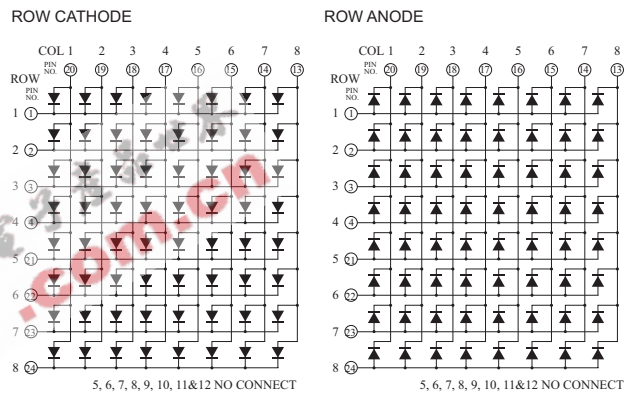 ROW CATHODE
COL 1 2 3 4 5 6 7 8
PIN NO. 20 19 18 17 16 15 14 13
ROW
PIN NO.
1 1
2 2
3 3
4 4
5 21
6 22
7 23
8 24
5, 6, 7, 8, 9, 10, 11&12 NO CONNECT
ROW ANODE
COL 1 2 3 4 5 6 7 8
PIN NO. 20 19 18 17 16 15 14 13
ROW
PIN NO.
1 1
2 2
3 3
4 4
5 21
6 22
7 23
8 24
5, 6, 7, 8, 9, 10, 11&12 NO CONNECT
.com.cn